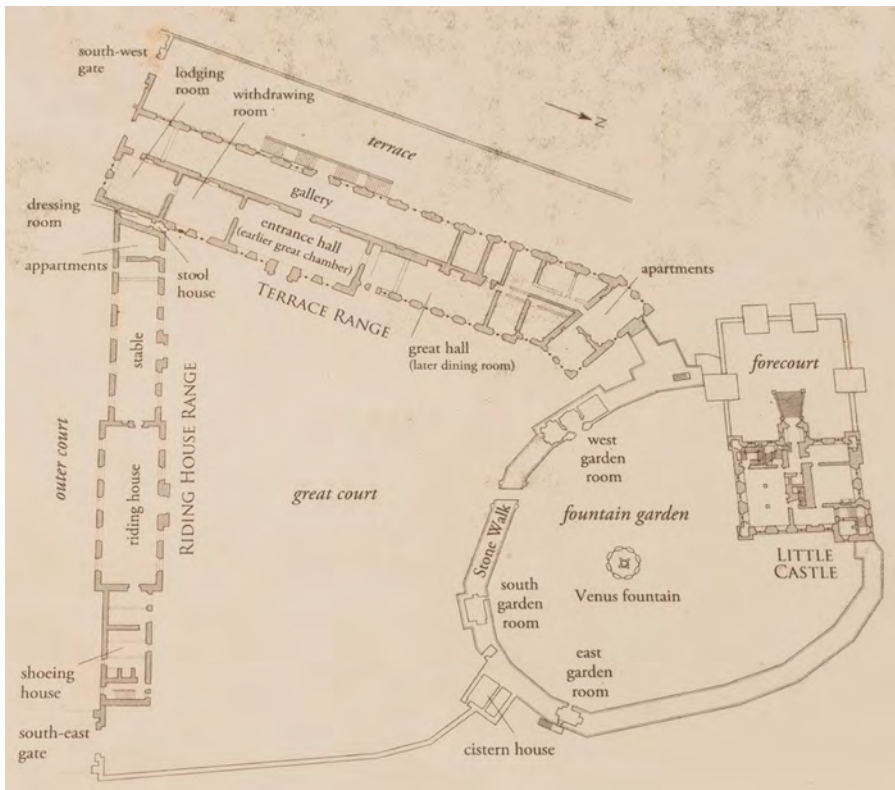 south-west
gate
lodging
room
withdrawing
room
N
terrace
gallery
dressing
room
entrance hall
(earlier great chamber)
appartments
stool
house
TERRACE RANGE
apartments
great hall
(later dining room)
forecourt
stable
RIDING HOUSE RANGE
outer court
riding house
great court
west
garden
room
fountain garden
Stone Walk
LITTLE
CASTLE
south
garden
room
Venus fountain
east
garden
room
shoeing
house
south-east
gate
cistern house